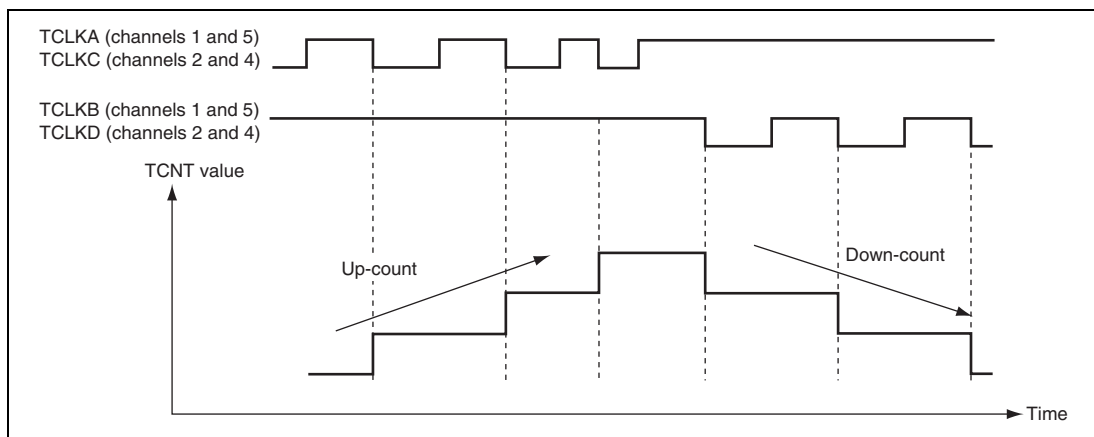 TCLKA (channels 1 and 5)
TCLKC (channels 2 and 4)
TCLKB (channels 1 and 5)
TCLKD (channels 2 and 4)
TCNT value
Up-count
Down-count
Time